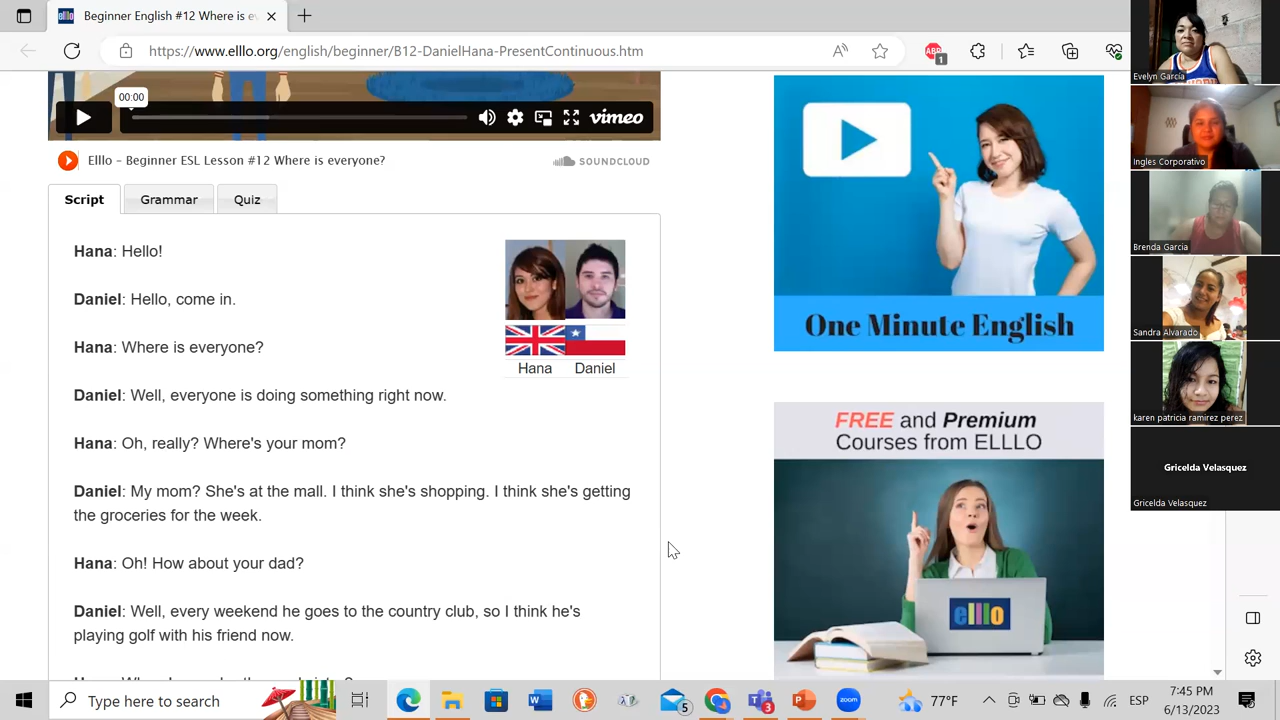 Beginner English #12 Where is ev
https://www.elllo.org/english/beginner/B12-DanielHana-PresentContinuous.htm
1
00:00
vimeo
Elllo - Beginner ESL Lesson #12 Where is everyone?
SOUNDCLOUD
Script
Grammar
Quiz
Hana: Hello!
Daniel: Hello, come in.
Hana: Where is everyone?
Daniel: Well, everyone is doing something right now.
Hana: Oh, really? Where's your mom?
Daniel: My mom? She's at the mall. I think she's shopping. I think she's getting
the groceries for the week.
Hana: Oh! How about your dad?
Daniel: Well, every weekend he goes to the country club, so I think he's
playing golf with his friend now.
Hana Daniel
One Minute English
FREE and Premium
Courses from ELLLO
elllo
Evelyn García
Ingles Corporativo
Brenda Garcia
Sandra Alvarado
karen patricia ramirez perez
Gricelda Velasquez
Gricelda Velasquez
Type here to search
5
3
zoom
77°F
ESP
7:45 PM
6/13/2023